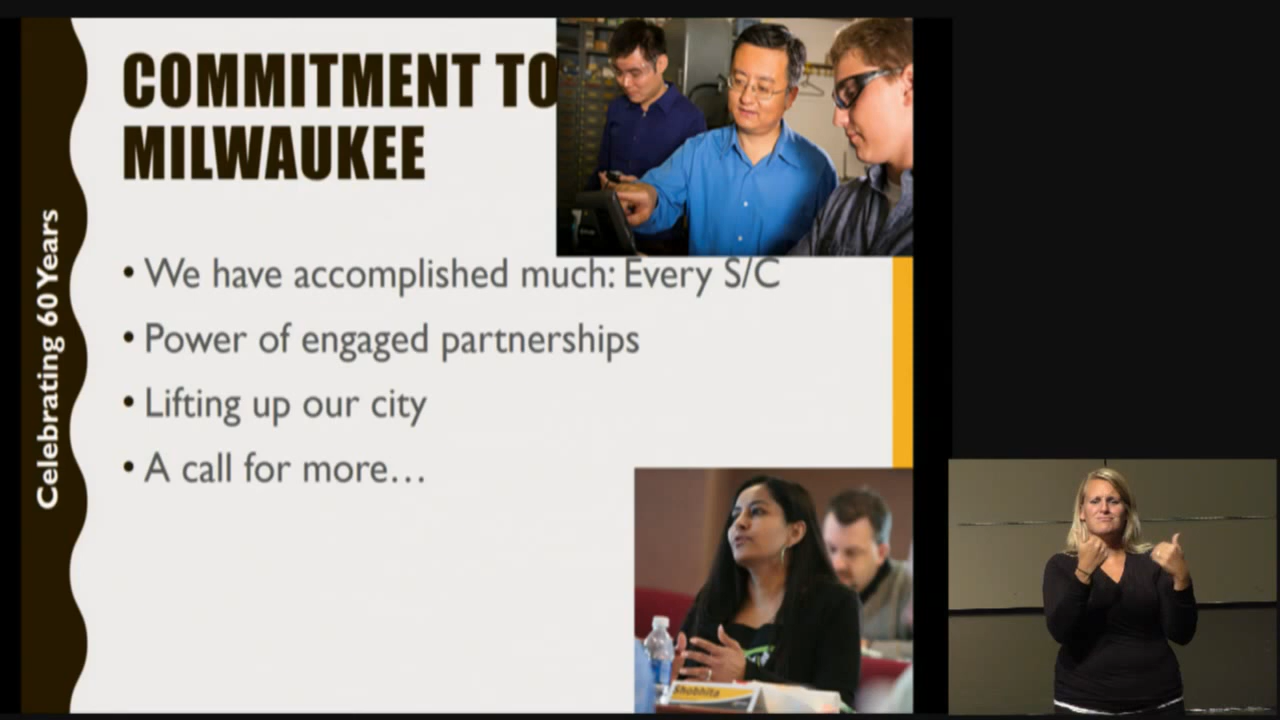 COMMITMENT TO
MILWAUKEE
Celebrating 60 Years
• We have accomplished much: Every S/C
• Power of engaged partnerships
• Lifting up our city
• A call for more…
Shobhita